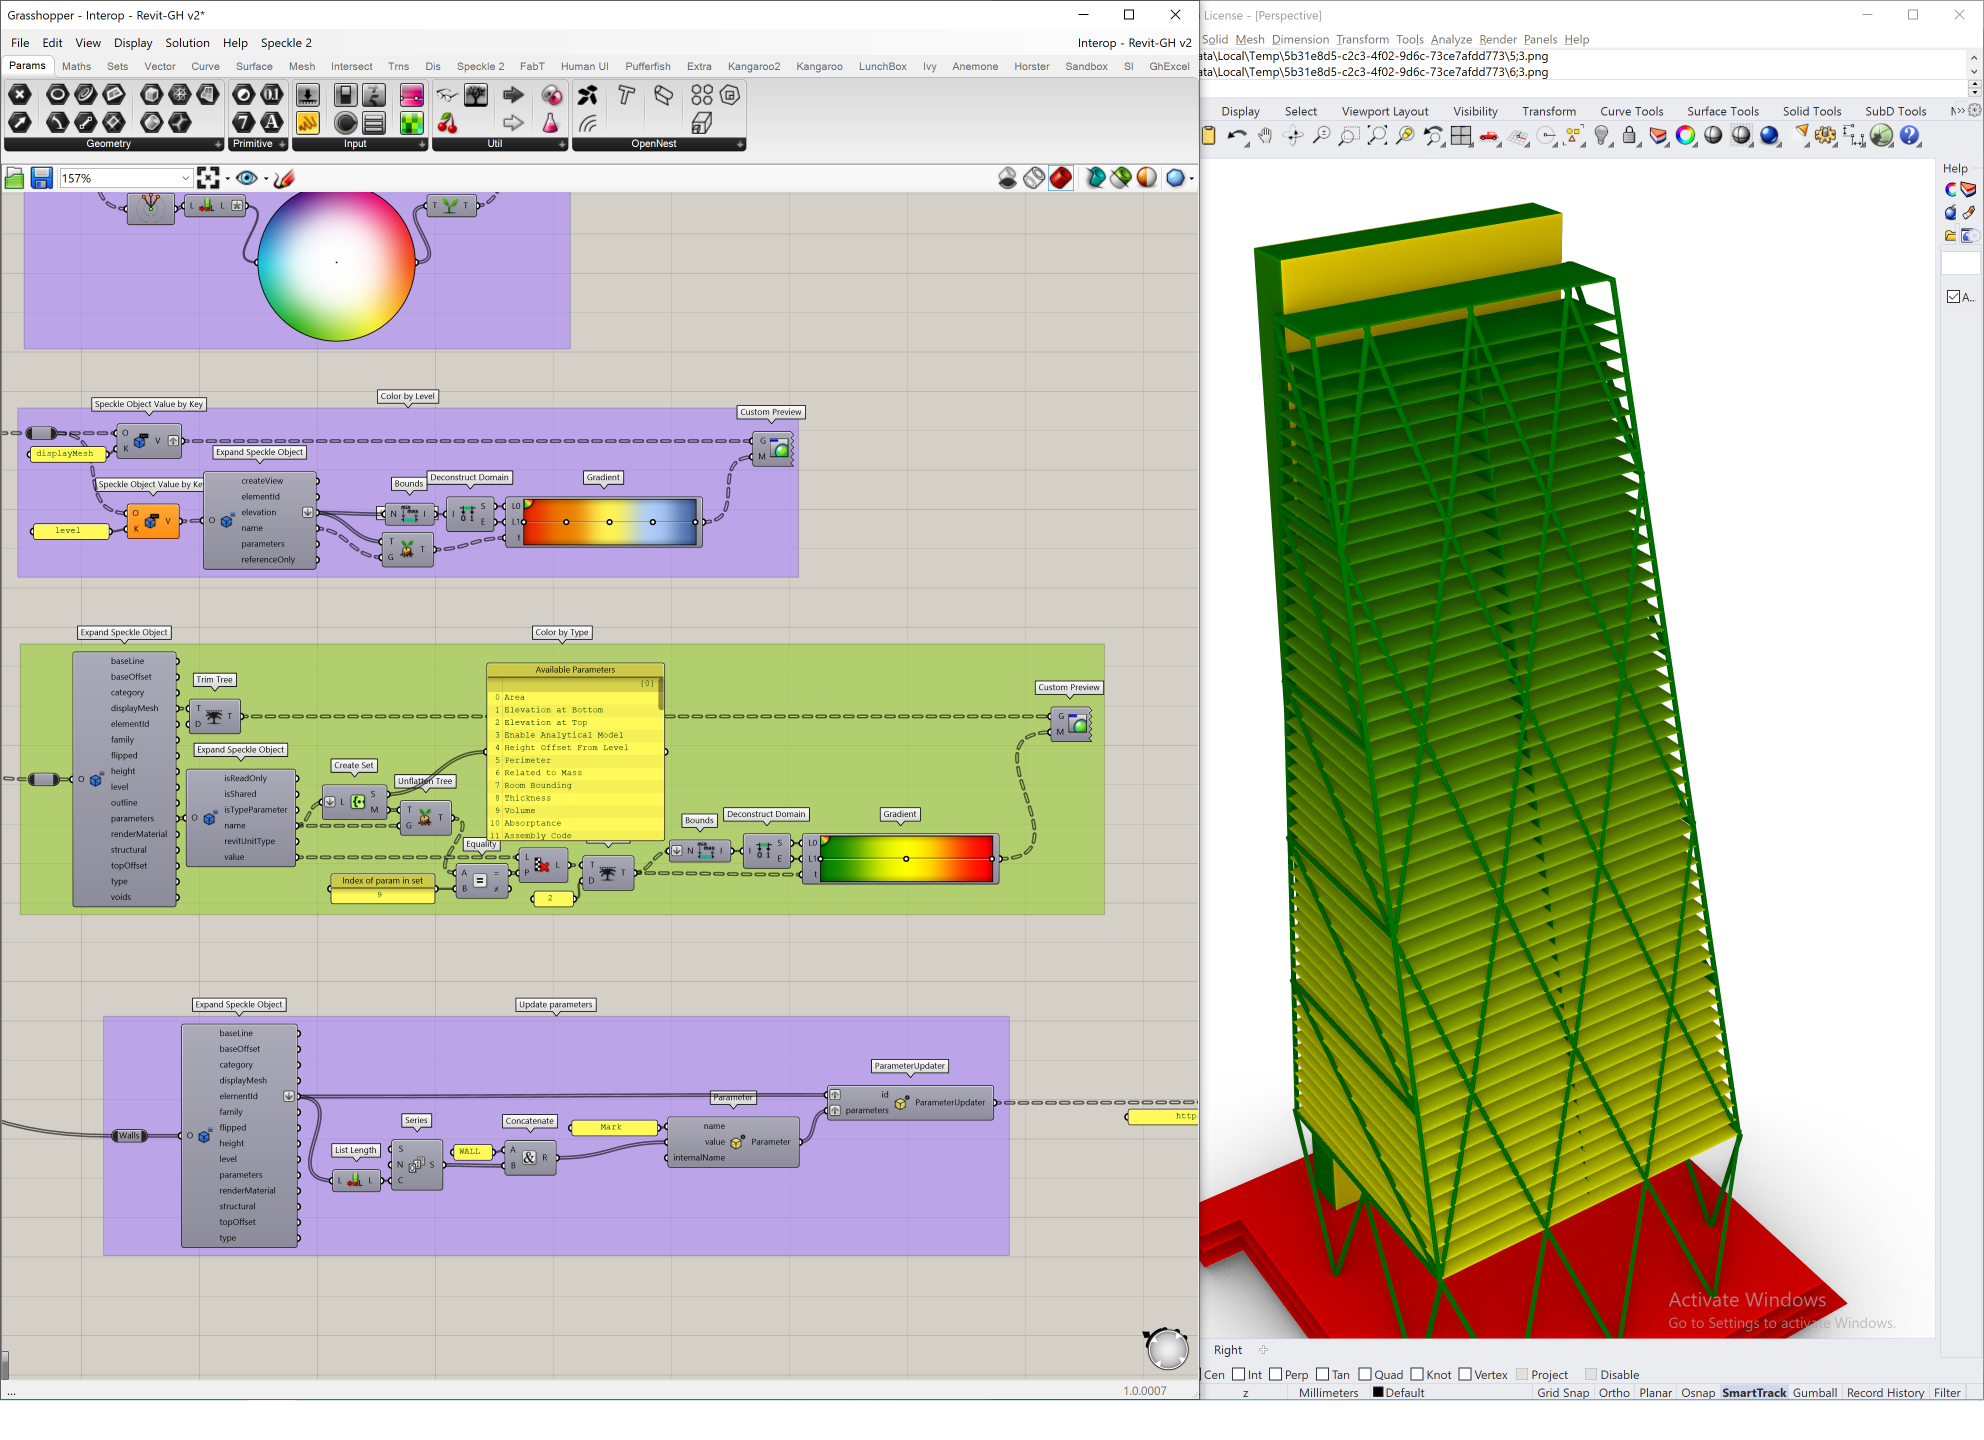 Grasshopper - Interop - Revit-GH v2*
File Edit View Display Solution Help Speckle 2
Interop - Revit-GH v2
Params Maths Sets Vector Curve Surface Mesh Intersect Trns Dis Speckle 2 FabT Human UI Pufferfish Extra Kangaroo2 Kangaroo LunchBox Ivy Anemone Horster Sandbox SI GhExcel
Geometry Primitive Input Util OpenNest
157%
L L
T T
Color by Level
Speckle Object Value by Key
Custom Preview
O K V
displayMesh
G M
Expand Speckle Object
Speckle Object Value by Key
Bounds
Deconstruct Domain
Gradient
level
O K V
O
createView
elementId
elevation
name
parameters
referenceOnly
N I
I S E
L0 L1 t
T G T
Expand Speckle Object
Color by Type
baseLine
baseOffset
category
displayMesh
elementId
family
flipped
height
level
outline
parameters
renderMaterial
structural
topOffset
type
voids
O
Trim Tree
T D T
Expand Speckle Object
O
isReadOnly
isShared
isTypeParameter
name
revitUnitType
value
Create Set
L S M
Unflatten Tree
T G T
Available Parameters
{0}
0 Area
1 Elevation at Bottom
2 Elevation at Top
3 Enable Analytical Model
4 Height Offset From Level
5 Perimeter
6 Related to Mass
7 Room Bounding
8 Thickness
9 Volume
10 Absorptance
11 Assembly Code
Custom Preview
G M
Equality
A B = ≠
Index of param in set
9
L P L
2
T D T
Bounds
N I
Deconstruct Domain
I S E
Gradient
L0 L1 t
Expand Speckle Object
Update parameters
Walls
O
baseLine
baseOffset
category
displayMesh
elementId
family
flipped
height
level
parameters
renderMaterial
structural
topOffset
type
List Length
L L
Series
S N C S
WALL
Concatenate
A B & R
Mark
Parameter
name
value
internalName
Parameter
ParameterUpdater
id
parameters
ParameterUpdater
http
...
1.0.0007
License - [Perspective]
Solid Mesh Dimension Transform Tools Analyze Render Panels Help
ata\Local\Temp\5b31e8d5-c2c3-4f02-9d6c-73ce7afdd773\5;3.png
ata\Local\Temp\5b31e8d5-c2c3-4f02-9d6c-73ce7afdd773\6;3.png
Display Select Viewport Layout Visibility Transform Curve Tools Surface Tools Solid Tools SubD Tools
Help
A..
Activate Windows
Go to Settings to activate Windows.
Right
Cen Int Perp Tan Quad Knot Vertex Project Disable
z Millimeters Default Grid Snap Ortho Planar Osnap SmartTrack Gumball Record History Filter